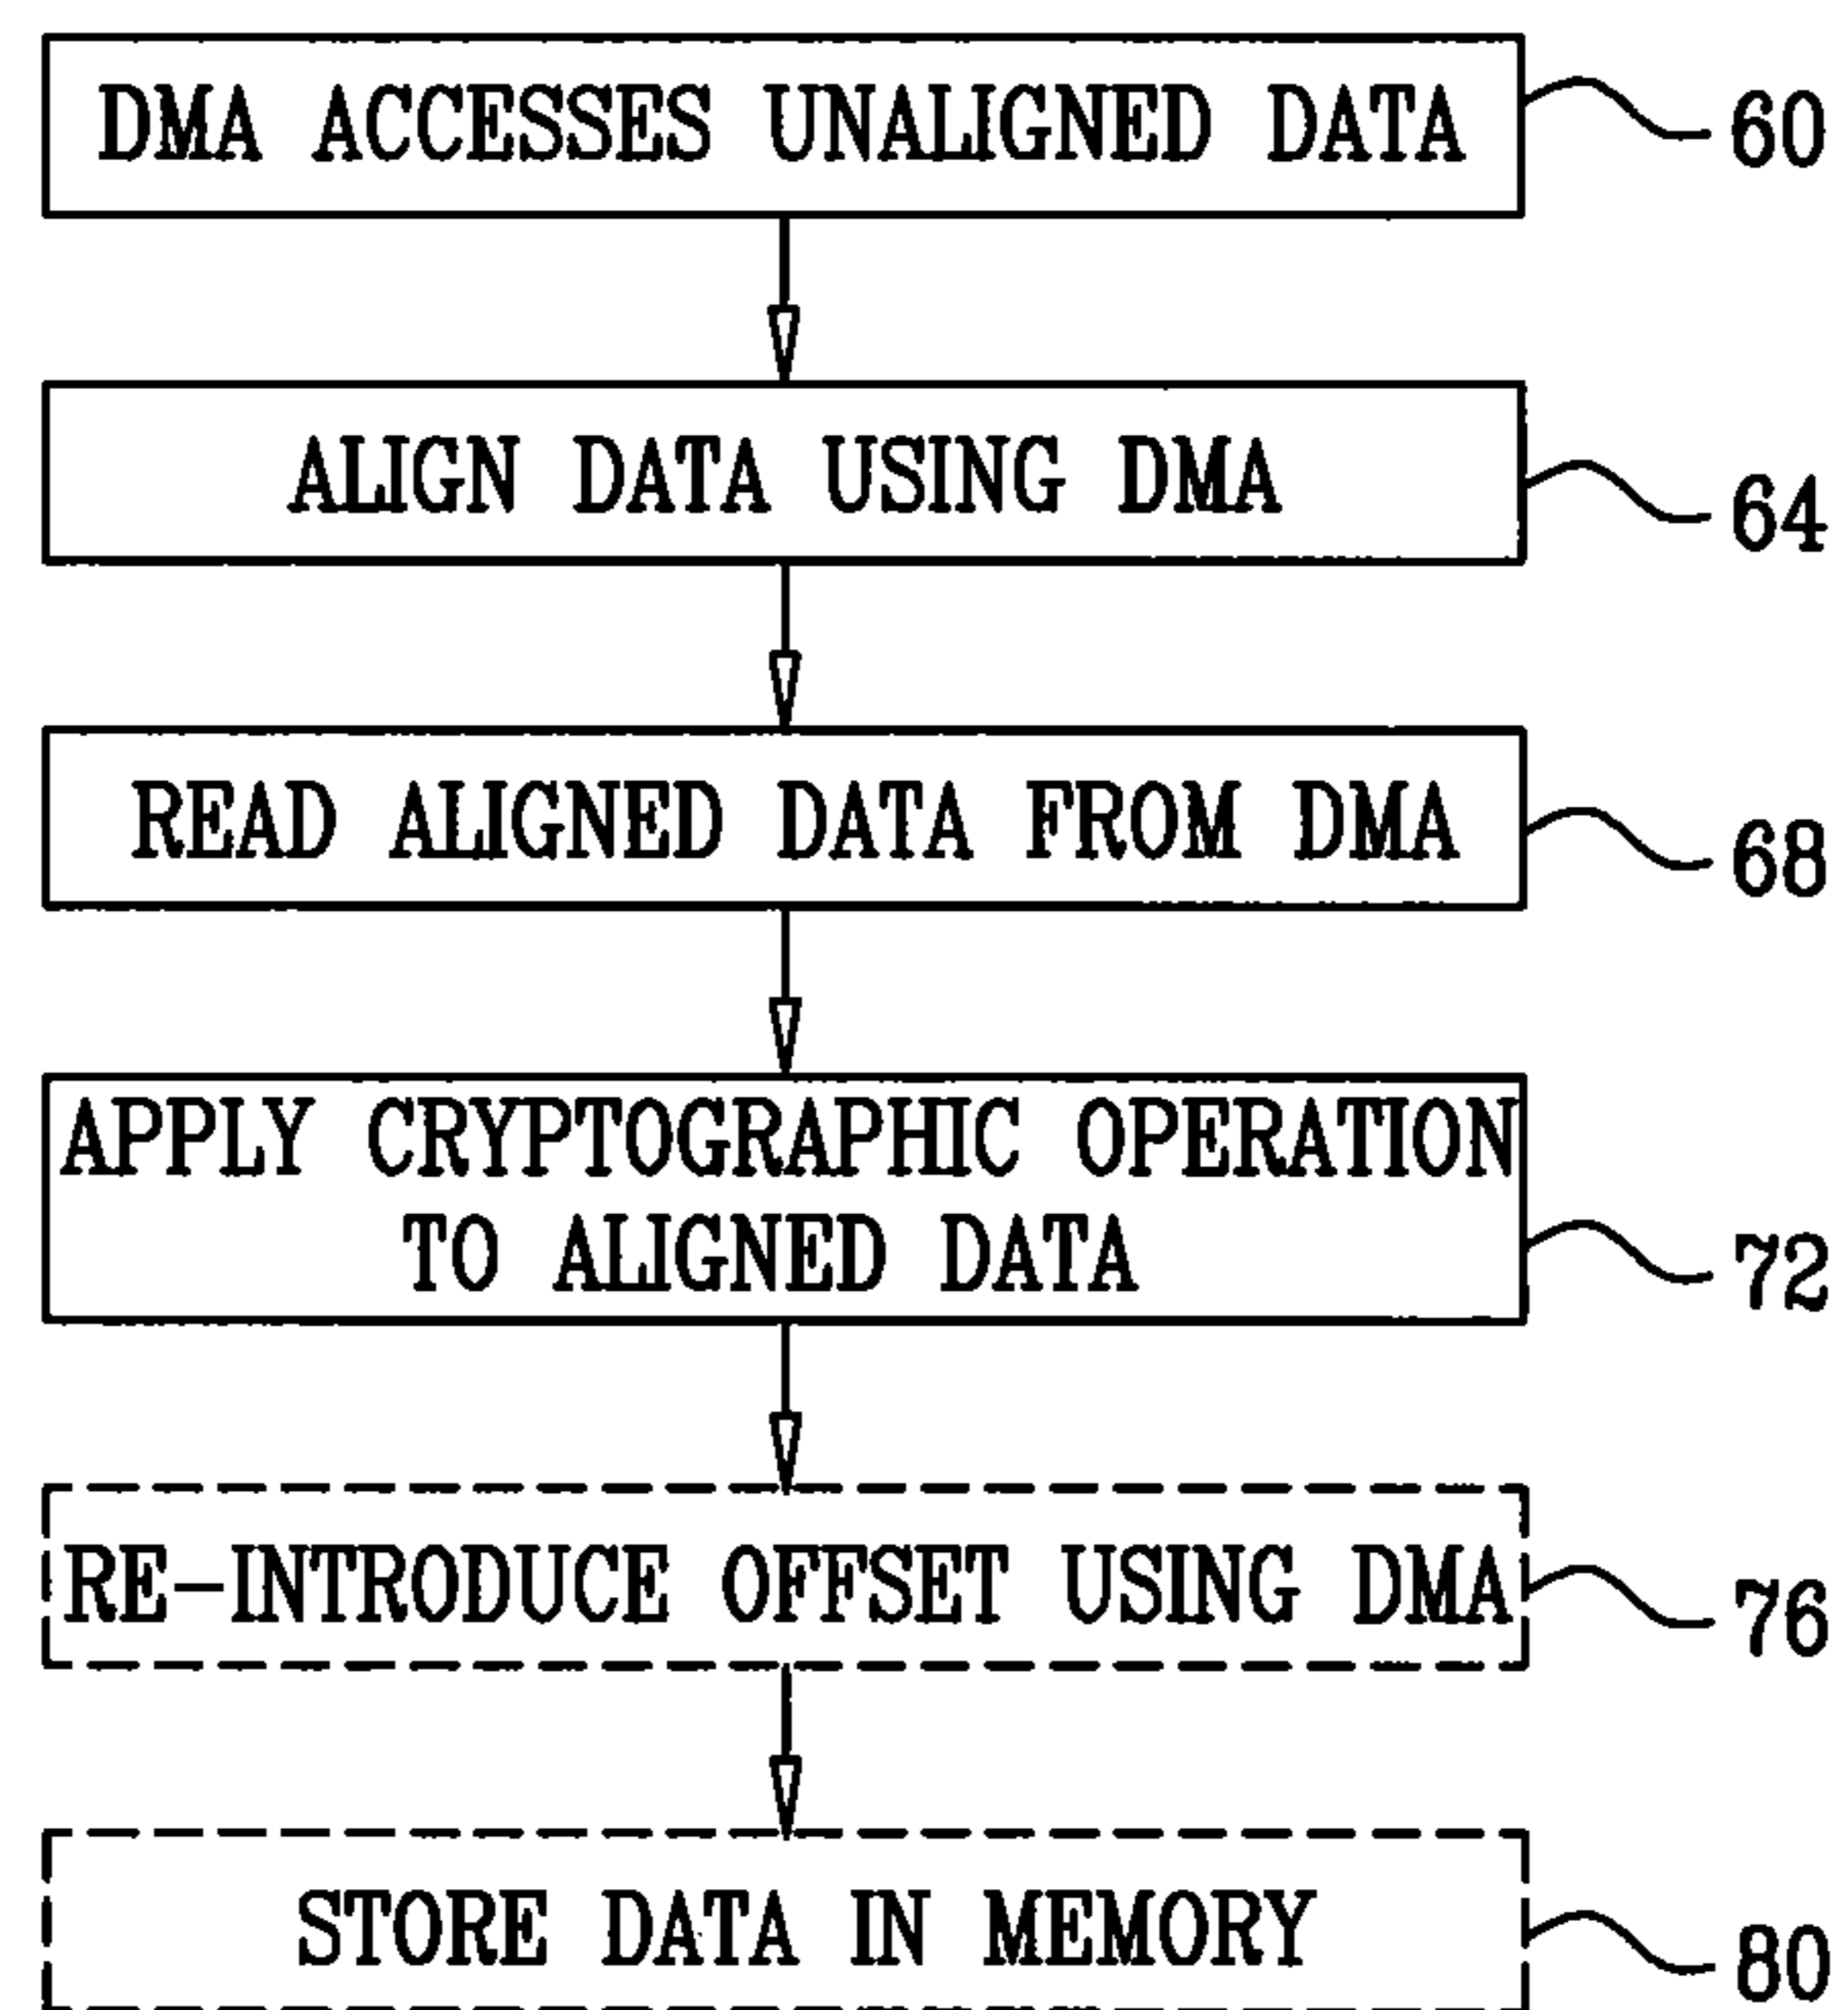 DMA ACCESSES UNALIGNED DATA
60
ALIGN DATA USING DMA
64
READ ALIGNED DATA FROM DMA
68
APPLY CRYPTOGRAPHIC OPERATION
TO ALIGNED DATA
72
RE-INTRODUCE OFFSET USING DMA
76
STORE DATA IN MEMORY
80